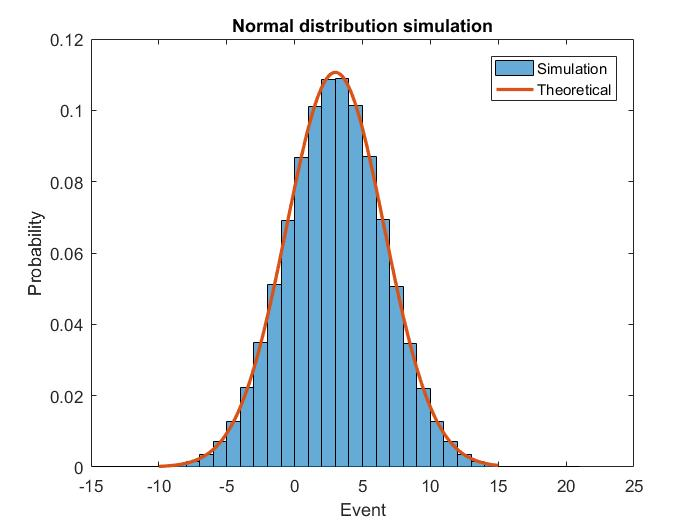 Normal distribution simulation
0.12
0.1
0.08
0.06
0.04
0.02
0
Probability
Simulation
Theoretical
-15 -10 -5 0 5 10 15 20 25
Event